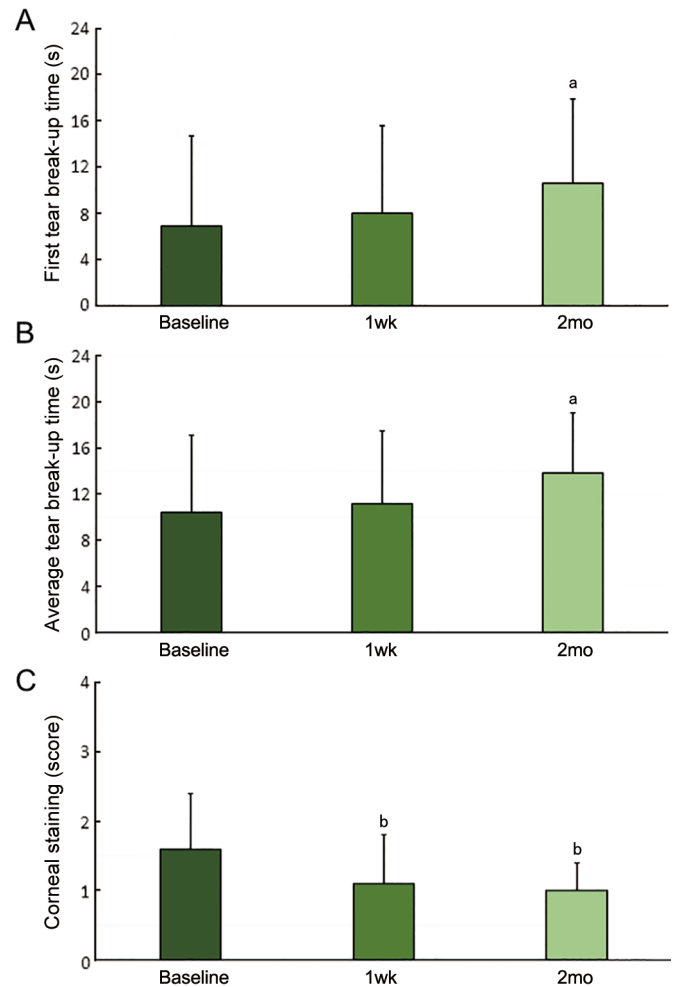 A
First tear break-up time (s)
24
20
16
12
8
4
0
a
Baseline 1wk 2mo
B
Average tear break-up time (s)
24
20
16
12
8
4
0
a
Baseline 1wk 2mo
C
Corneal staining (score)
4
3
2
1
0
b
b
Baseline 1wk 2mo